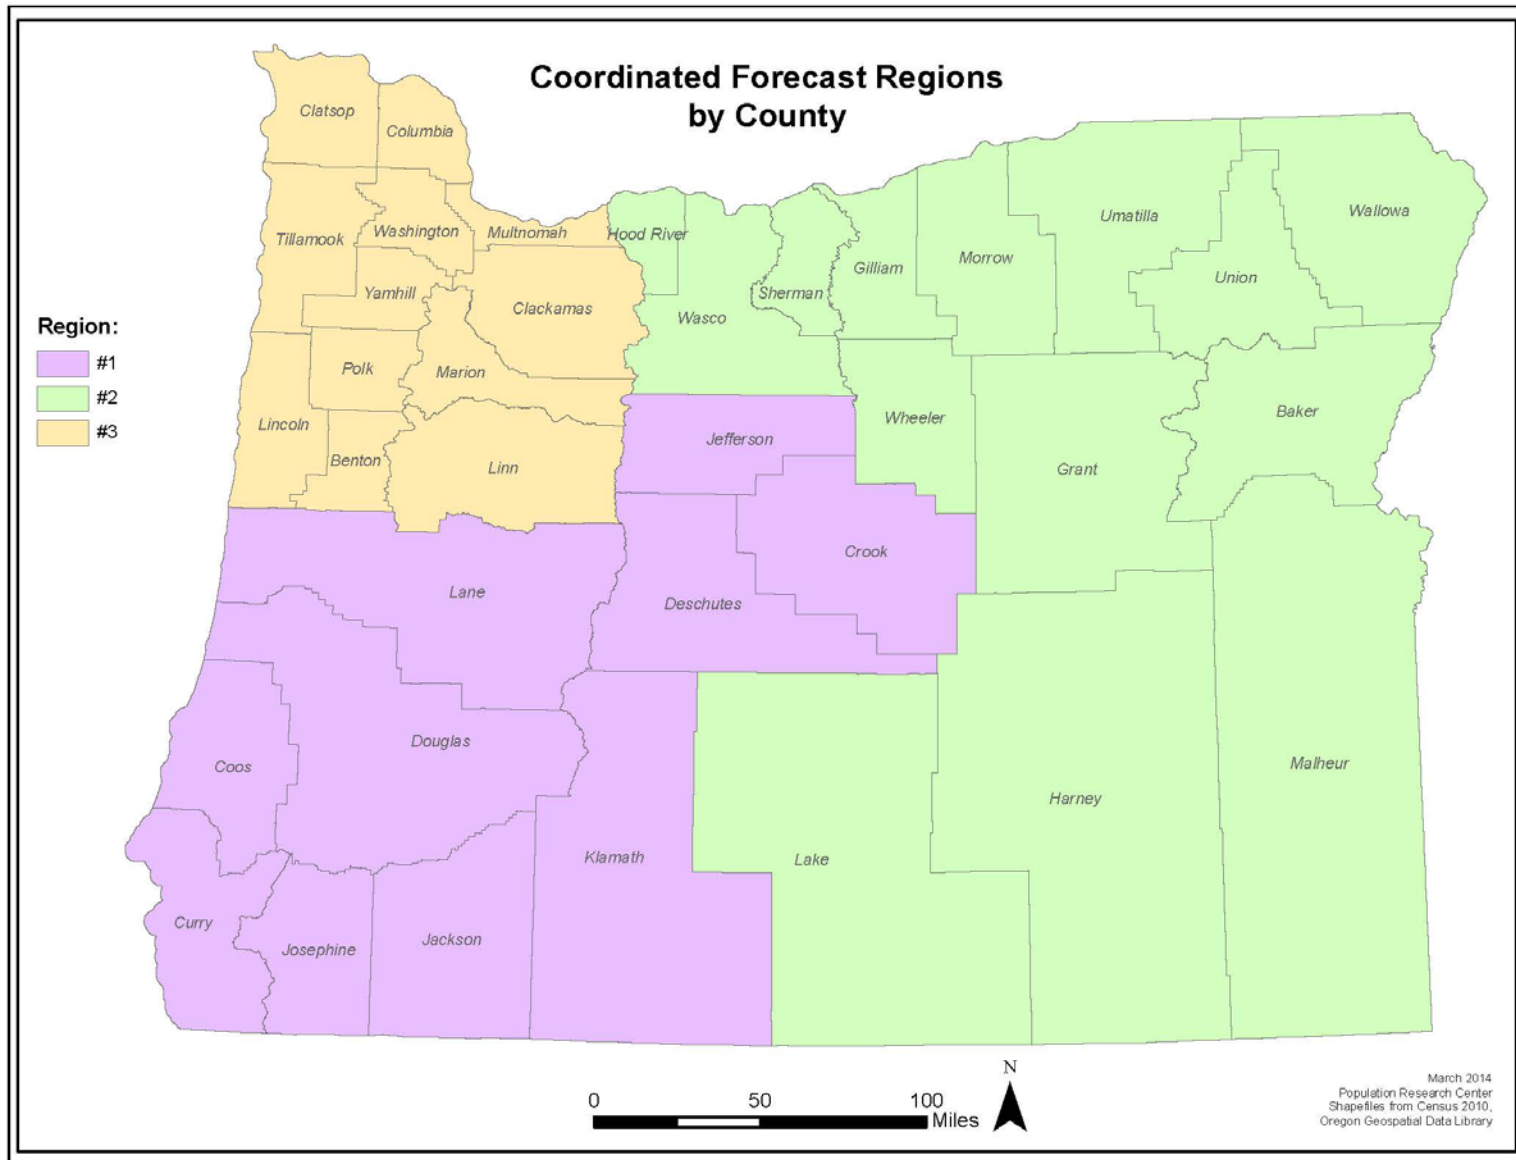 Coordinated Forecast Regions
by County
Clatsop
Columbia
Tillamook
Washington
Multnomah
Hood River
Yamhill
Clackamas
Wasco
Sherman
Gilliam
Morrow
Umatilla
Union
Wallowa
Region:
#1
#2
#3
Polk
Marion
Lincoln
Benton
Linn
Jefferson
Wheeler
Grant
Baker
Lane
Deschutes
Crook
Coos
Douglas
Klamath
Lake
Harney
Malheur
Curry
Josephine
Jackson
N
0 50 100
Miles
March 2014
Population Research Center
Shapefiles from Census 2010,
Oregon Geospatial Data Library